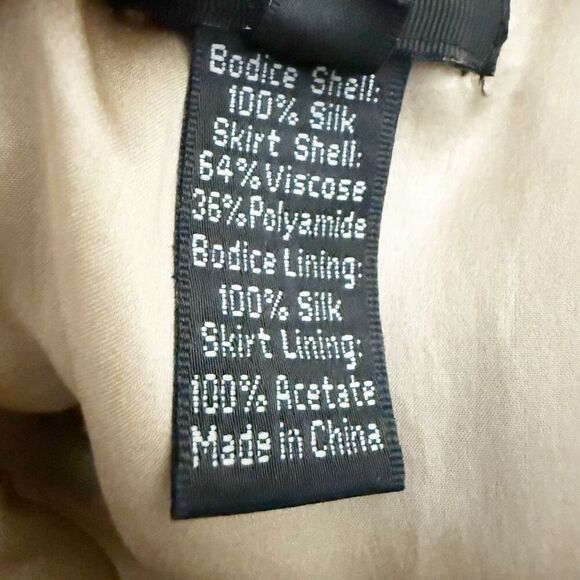 Bodice Shell:
100% Silk
Skirt Shell:
64% Viscose
36% Polyamide
Bodice Lining:
100% Silk
Skirt Lining:
100% Acetate
Made in China